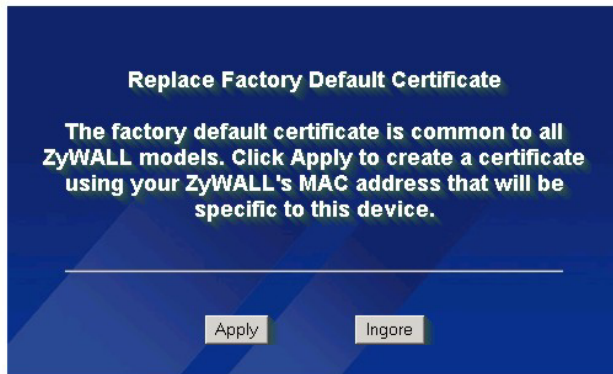 Replace Factory Default Certificate
The factory default certificate is common to all
ZyWALL models. Click Apply to create a certificate
using your ZyWALL's MAC address that will be
specific to this device.
Apply
Ingore